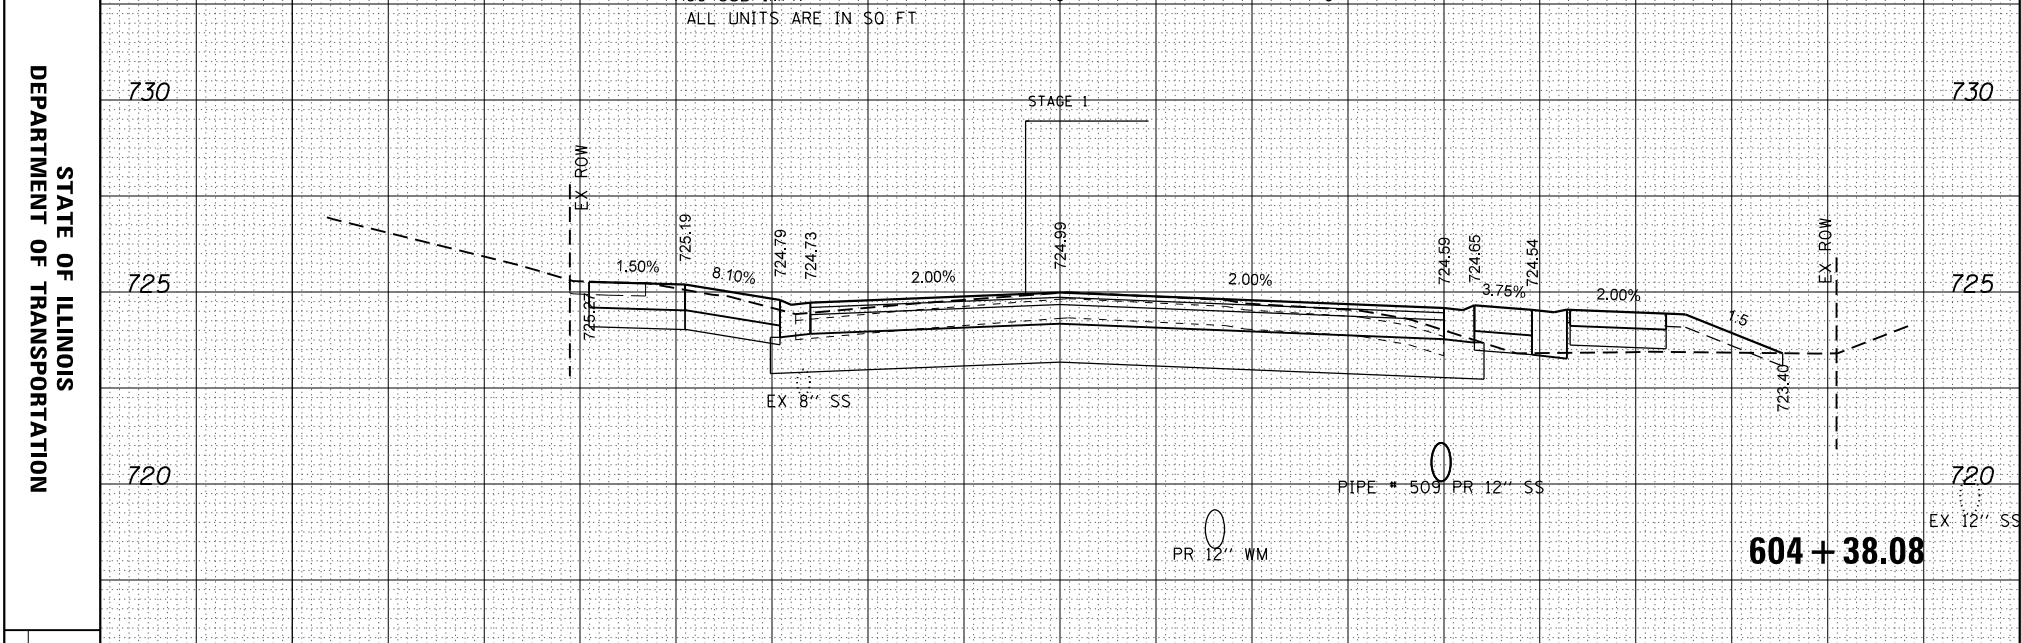 ALL UNITS ARE IN SQ FT
STATE OF ILLINOIS
DEPARTMENT OF TRANSPORTATION
730
730
STAGE 1
EX ROW
EX ROW
725.19
724.79
724.73
724.99
724.59
724.65
724.54
725
725
1.50%
8.10%
2.00%
2.00%
3.75%
2.00%
1:5
725.27
723.40
EX 8'' SS
720
720
PIPE # 509 PR 12'' SS
EX 12'' SS
PR 12'' WM
604 + 38.08